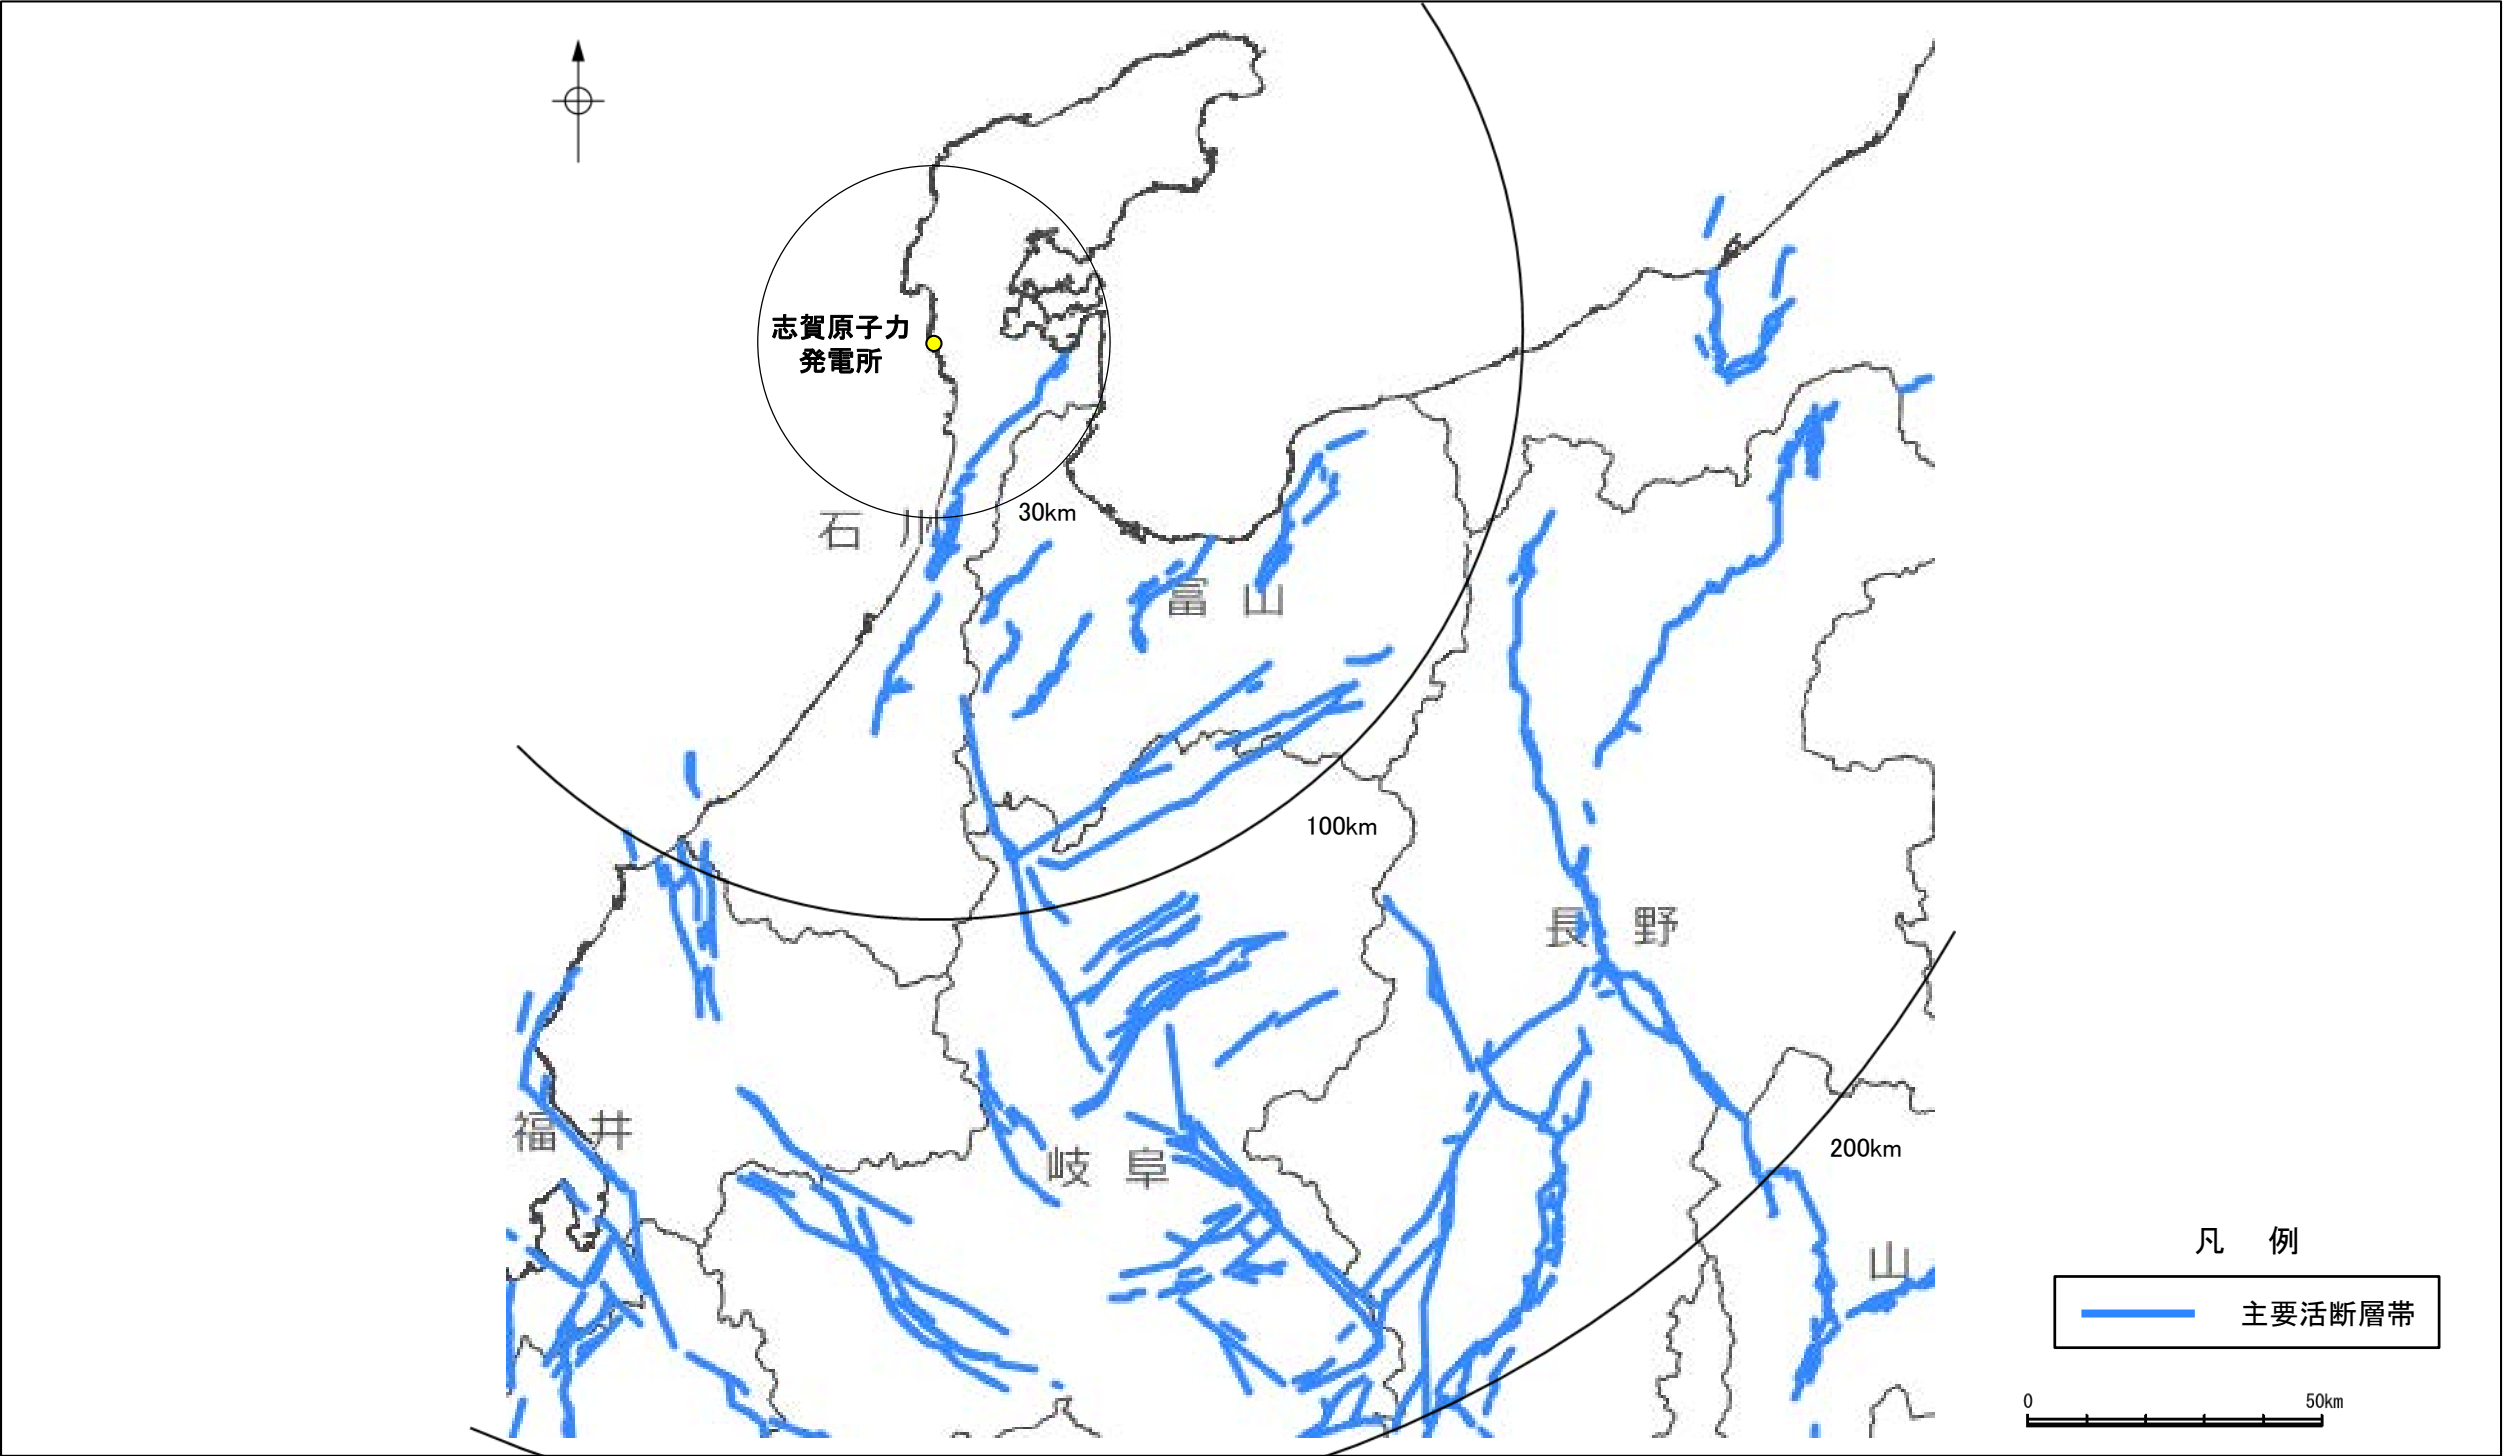 志賀原子力
発電所
石川
30km
富山
100km
長野
200km
福井
岐阜
山
凡例
主要活断層帯
0 50km